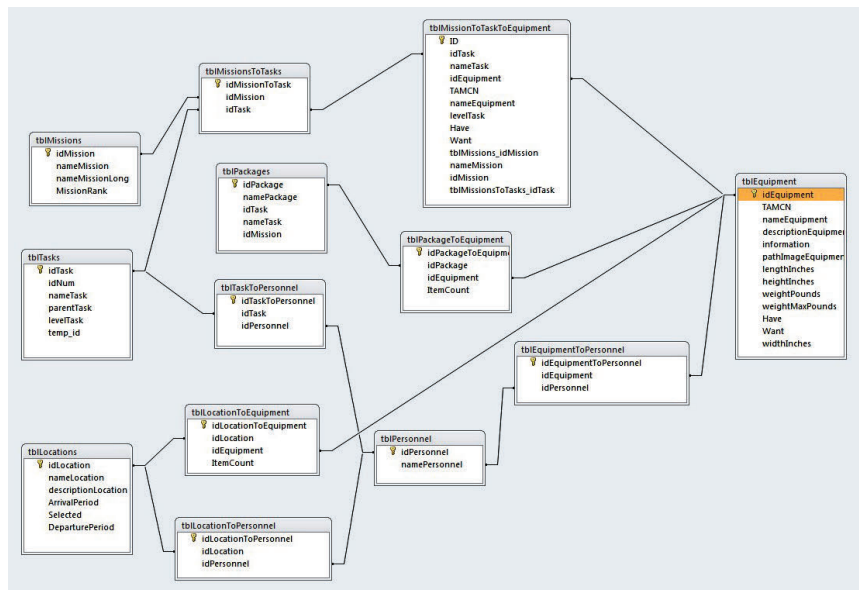 tblMissionToTaskToEquipment
ID
idTask
nameTask
idEquipment
TAMCN
nameEquipment
levelTask
Have
Want
tblMissions_idMission
nameMission
idMission
tblMissionsToTasks_idTask
tblMissionsToTasks
idMissionToTask
idMission
idTask
tblMissions
idMission
nameMission
nameMissionLong
MissionRank
tblPackages
idPackage
namePackage
idTask
nameTask
idMission
tblEquipment
idEquipment
TAMCN
nameEquipment
descriptionEquipme
information
pathImageEquipmen
lengthInches
heightInches
weightPounds
weightMaxPounds
Have
Want
widthInches
tblPackageToEquipment
idPackageToEquipme
idPackage
idEquipment
ItemCount
tblTasks
idTask
idNum
nameTask
parentTask
levelTask
temp_id
tblTaskToPersonnel
idTaskToPersonnel
idTask
idPersonnel
tblEquipmentToPersonnel
idEquipmentToPersonnel
idEquipment
idPersonnel
tblLocationToEquipment
idLocationToEquipment
idLocation
idEquipment
ItemCount
tblPersonnel
idPersonnel
namePersonnel
tblLocations
idLocation
nameLocation
descriptionLocation
ArrivalPeriod
Selected
DeparturePeriod
tblLocationToPersonnel
idLocationToPersonnel
idLocation
idPersonnel